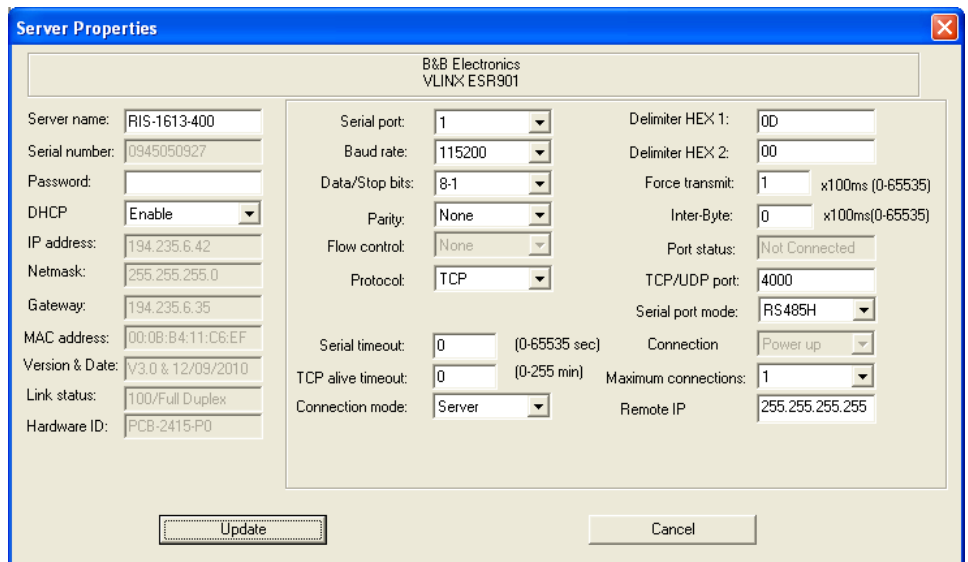 Server Properties
B&B Electronics
VLINX ESR901
Server name: RIS-1613-400
Serial number: 0945050927
Password:
DHCP Enable
IP address: 194.235.6.42
Netmask: 255.255.255.0
Gateway: 194.235.6.35
MAC address: 00:0B:B4:11:C6:EF
Version & Date: V3.0 & 12/09/2010
Link status: 100/Full Duplex
Hardware ID: PCB-2415-P0
Serial port: 1
Baud rate: 115200
Data/Stop bits: 8-1
Parity: None
Flow control: None
Protocol: TCP
Serial timeout: 0 (0-65535 sec)
TCP alive timeout: 0 (0-255 min)
Connection mode: Server
Delimiter HEX 1: 0D
Delimiter HEX 2: 00
Force transmit: 1 x100ms (0-65535)
Inter-Byte: 0 x100ms(0-65535)
Port status: Not Connected
TCP/UDP port: 4000
Serial port mode: RS485H
Connection Power up
Maximum connections: 1
Remote IP 255.255.255.255
Update
Cancel